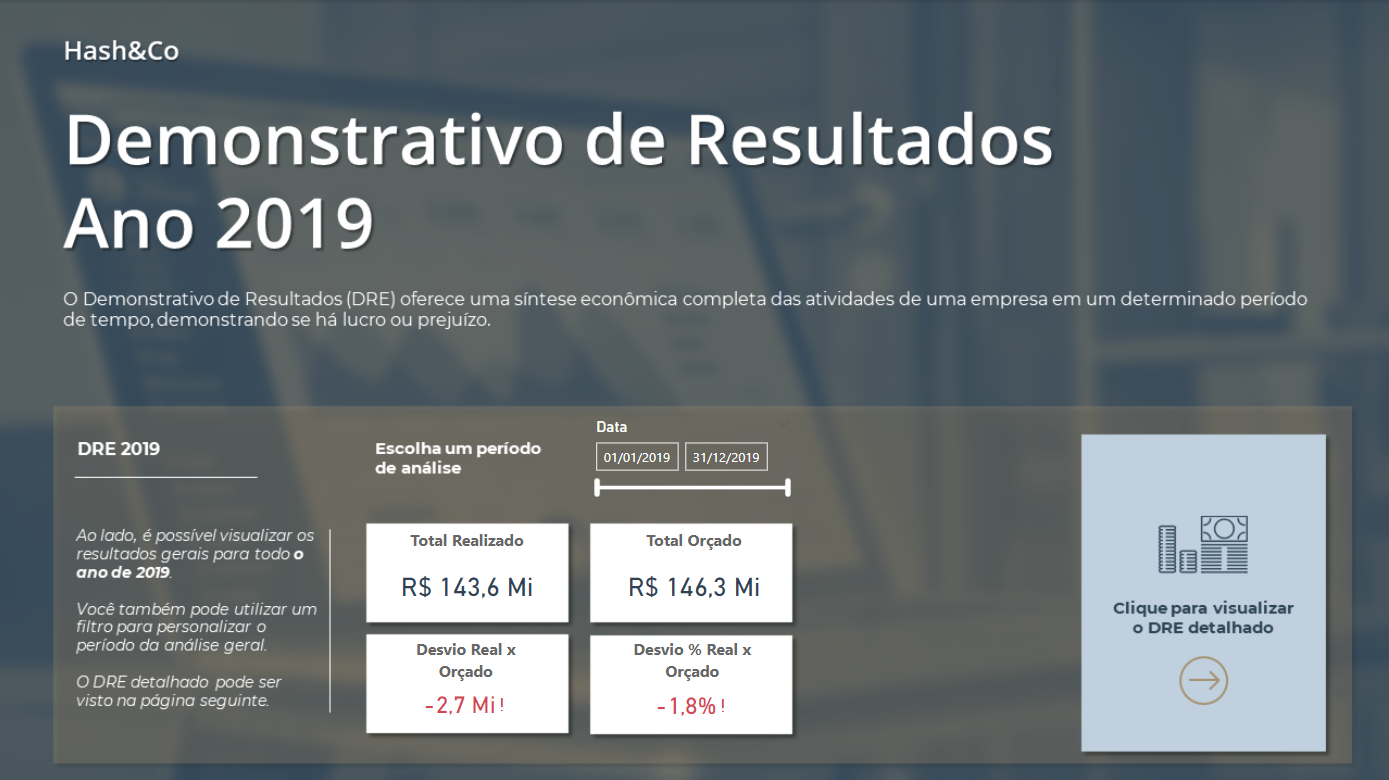 Hash&Co
Demonstrativo de Resultados
Ano 2019
O Demonstrativo de Resultados (DRE) oferece uma síntese econômica completa das atividades de uma empresa em um determinado período
de tempo, demonstrando se há lucro ou prejuízo.
DRE 2019
Ao lado, é possível visualizar os
resultados gerais para todo o
ano de 2019.
Você também pode utilizar um
filtro para personalizar o
período da análise geral.
O DRE detalhado pode ser
visto na página seguinte.
Escolha um período
de análise
Data
01/01/2019 31/12/2019
Total Realizado
R$ 143,6 Mi
Total Orçado
R$ 146,3 Mi
Desvio Real x
Orçado
-2,7 Mi !
Desvio % Real x
Orçado
-1,8% !
Clique para visualizar
o DRE detalhado